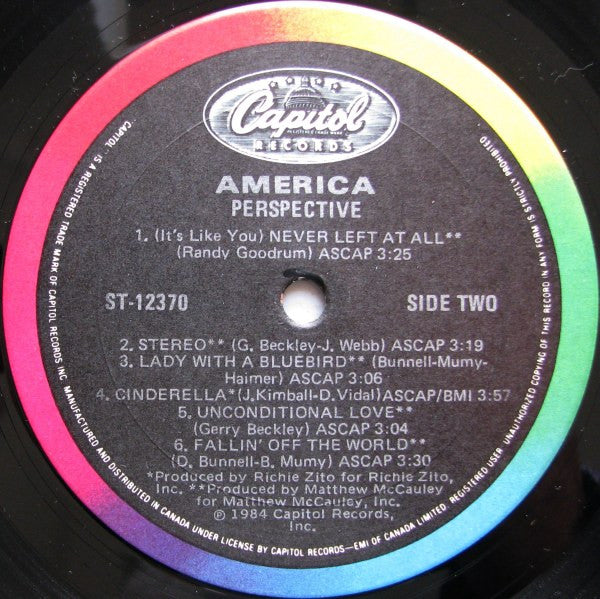 Capitol
REGISTERED TRADE MARK
RECORDS
AMERICA
PERSPECTIVE
1. (It's Like You) NEVER LEFT AT ALL**
(Randy Goodrum) ASCAP 3:25
ST-12370
SIDE TWO
2. STEREO** (G. Beckley-J. Webb) ASCAP 3:19
3. LADY WITH A BLUEBIRD** (Bunnell-Mumy-
Haimer) ASCAP 3:06
4. CINDERELLA* (J. Kimball-D. Vidal) ASCAP/BMI 3:57
5. UNCONDITIONAL LOVE**
(Gerry Beckley) ASCAP 3:04
6. FALLIN' OFF THE WORLD**
(D. Bunnell-B. Mumy) ASCAP 3:30
*Produced by Richie Zito for Richie Zito,
Inc. **Produced by Matthew McCauley
for Matthew McCauley, Inc.
℗ 1984 Capitol Records,
Inc.
CAPITOL IS A REGISTERED TRADE MARK OF CAPITOL RECORDS INC. MANUFACTURED AND DISTRIBUTED IN CANADA UNDER LICENSE BY CAPITOL RECORDS—EMI OF CANADA LIMITED. REGISTERED USER. UNAUTHORIZED COPYING OF THIS RECORD IN ANY FORM IS STRICTLY PROHIBITED